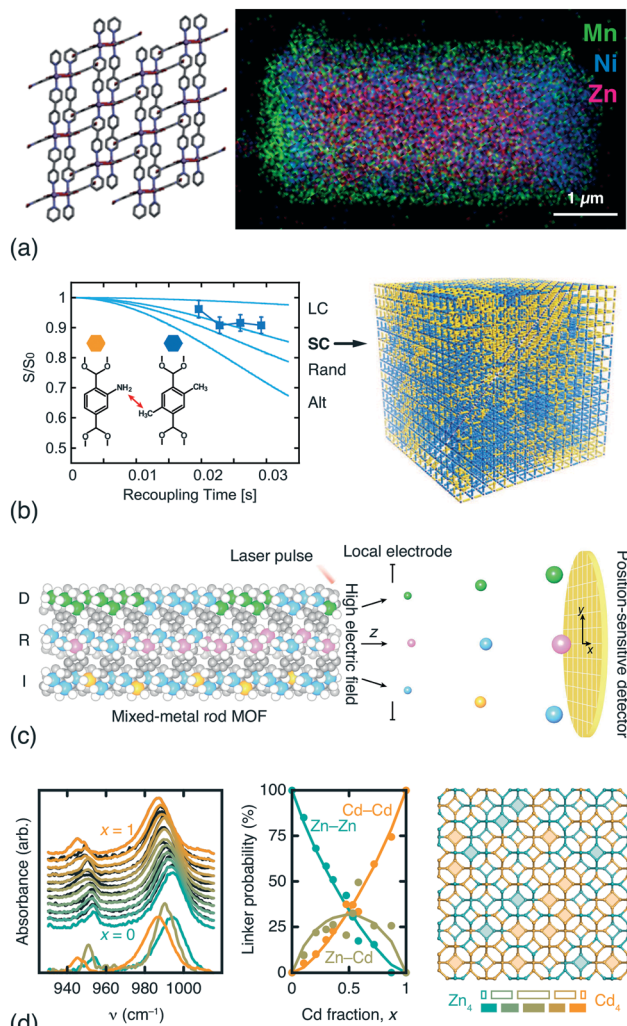 Mn
Ni
Zn
1 μm
(a)
1
0.9
0.8
0.7
0.6
0.5
S/S0
NH2
H3C
CH3
O
O
O
O
O
O
O
O
LC
SC
Rand
Alt
0
0.01
0.02
0.03
Recoupling Time [s]
(b)
Laser pulse
Local electrode
D
R
I
High electric field
z
y
x
Position-sensitive detector
Mixed-metal rod MOF
(c)
Absorbance (arb.)
x = 1
x = 0
940
960
980
1000
ν (cm−1)
Linker probability (%)
100
75
50
25
0
Zn–Zn
Cd–Cd
Zn–Cd
0
0.5
1
Cd fraction, x
Zn4
Cd4
(d)